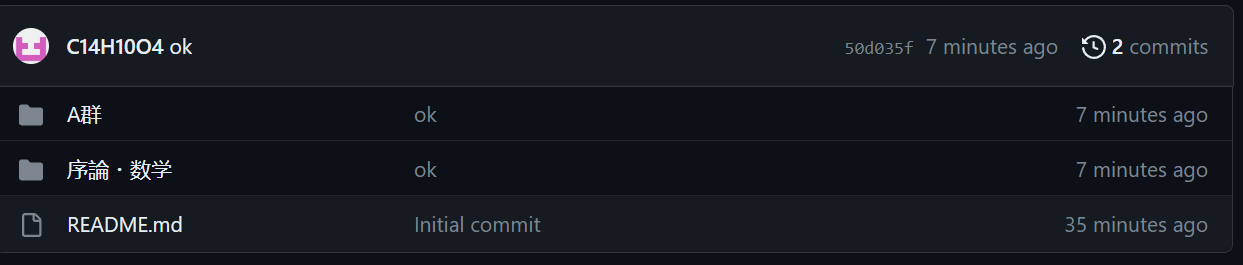 C14H10O4 ok 50d035f 7 minutes ago 2 commits
A群 ok 7 minutes ago
序論・数学 ok 7 minutes ago
README.md Initial commit 35 minutes ago